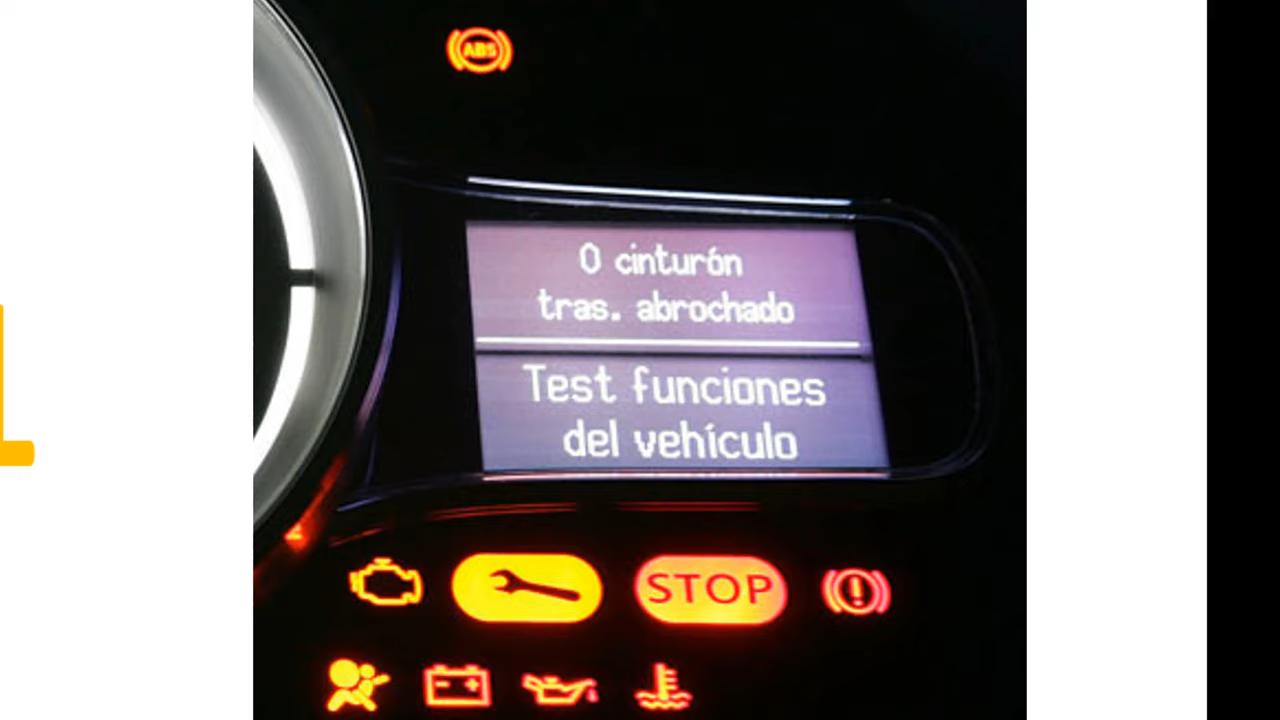 ABS
0 cinturón
tras. abrochado
Test funciones
del vehículo
STOP